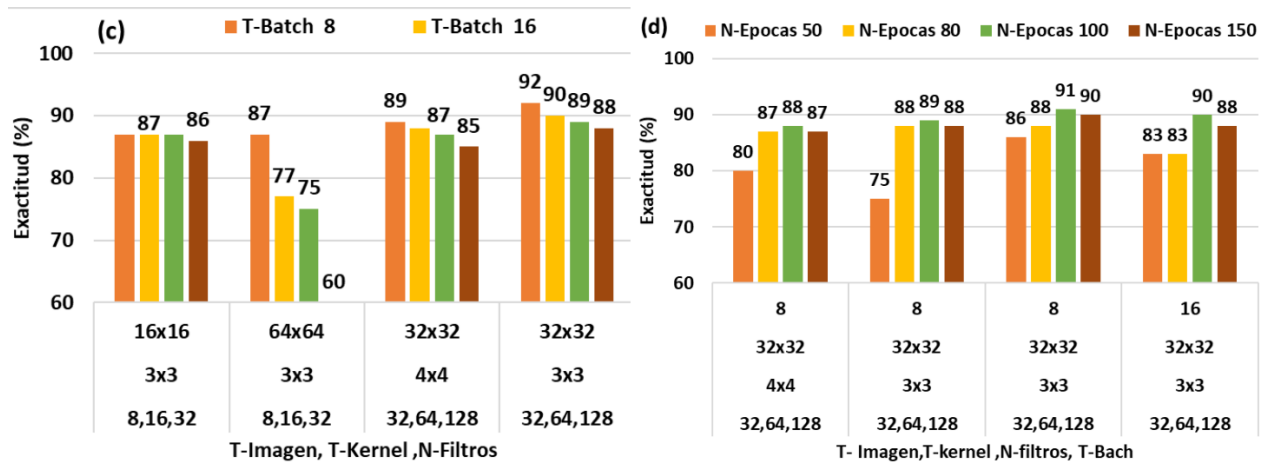 (c)
T-Batch 8 T-Batch 16
Exactitud (%)
100
90
80
70
60
87 86
87 77 75 60
89 87 85
92 90 89 88
16x16 64x64 32x32 32x32
3x3 3x3 4x4 3x3
8,16,32 8,16,32 32,64,128 32,64,128
T-Imagen, T-Kernel ,N-Filtros
(d)
N-Epocas 50 N-Epocas 80 N-Epocas 100 N-Epocas 150
Exactitud (%)
100
90
80
70
60
80 87 88 87
75 88 89 88
86 88 91 90
83 83 90 88
8 8 8 16
32x32 32x32 32x32 32x32
4x4 3x3 3x3 3x3
32,64,128 32,64,128 32,64,128 32,64,128
T- Imagen,T-kernel ,N-filtros, T-Bach